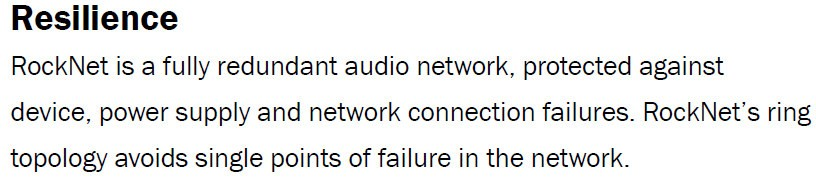 Resilience
RockNet is a fully redundant audio network, protected against
device, power supply and network connection failures. RockNet’s ring
topology avoids single points of failure in the network.